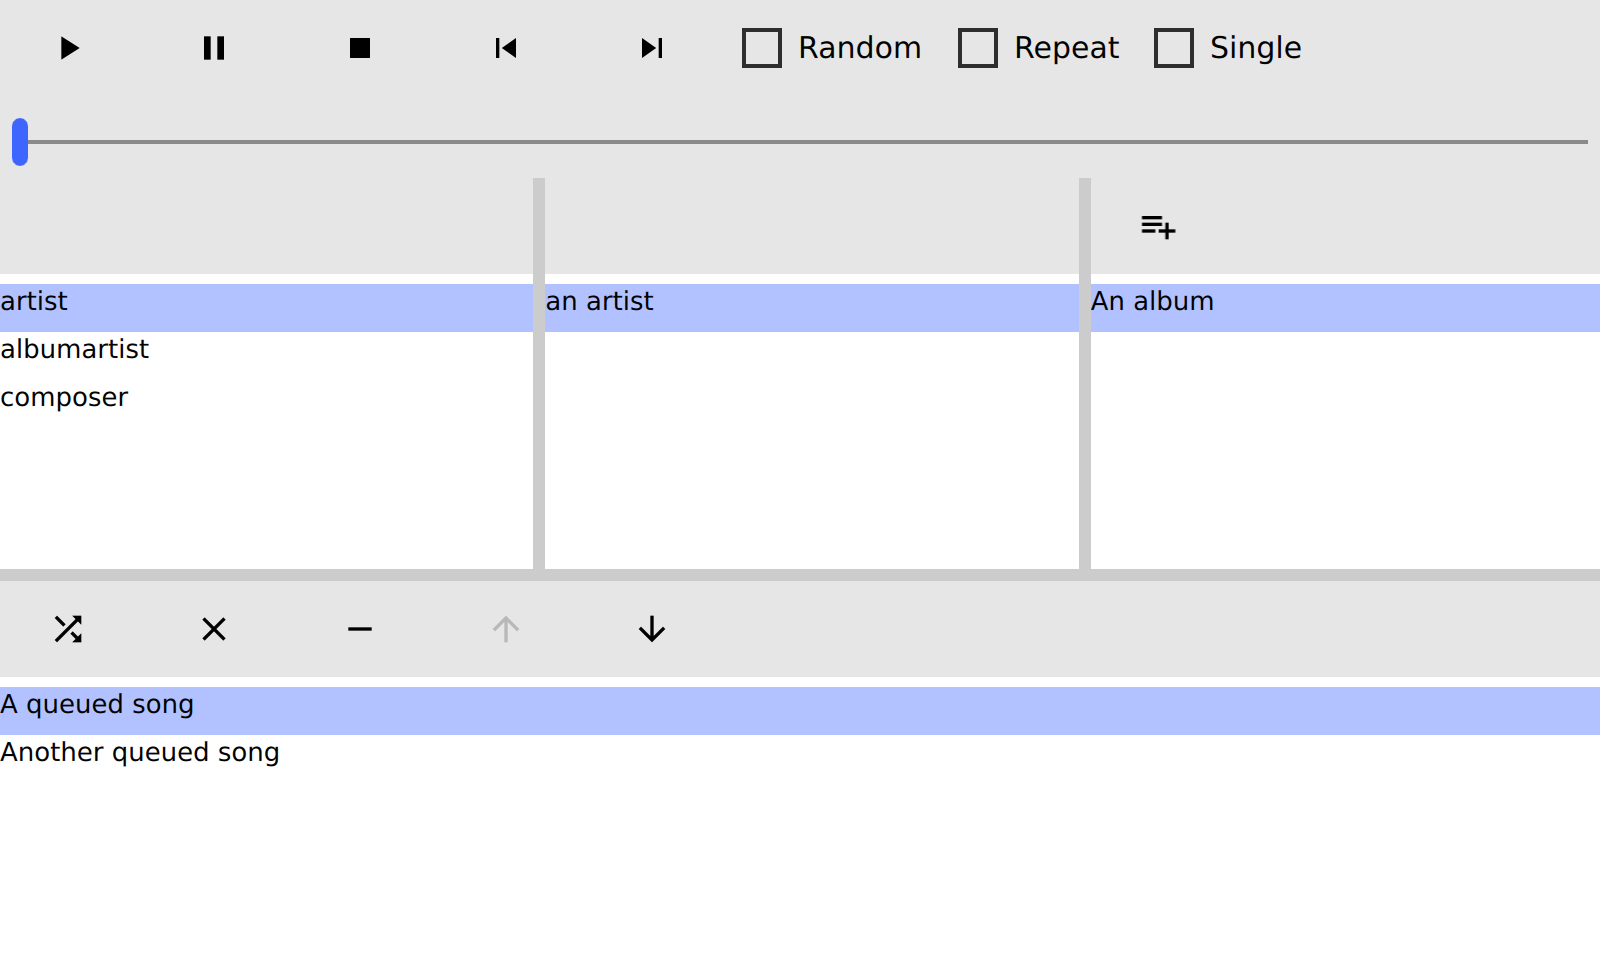 Random Repeat Single
artist an artist An album
albumartist
composer
A queued song
Another queued song